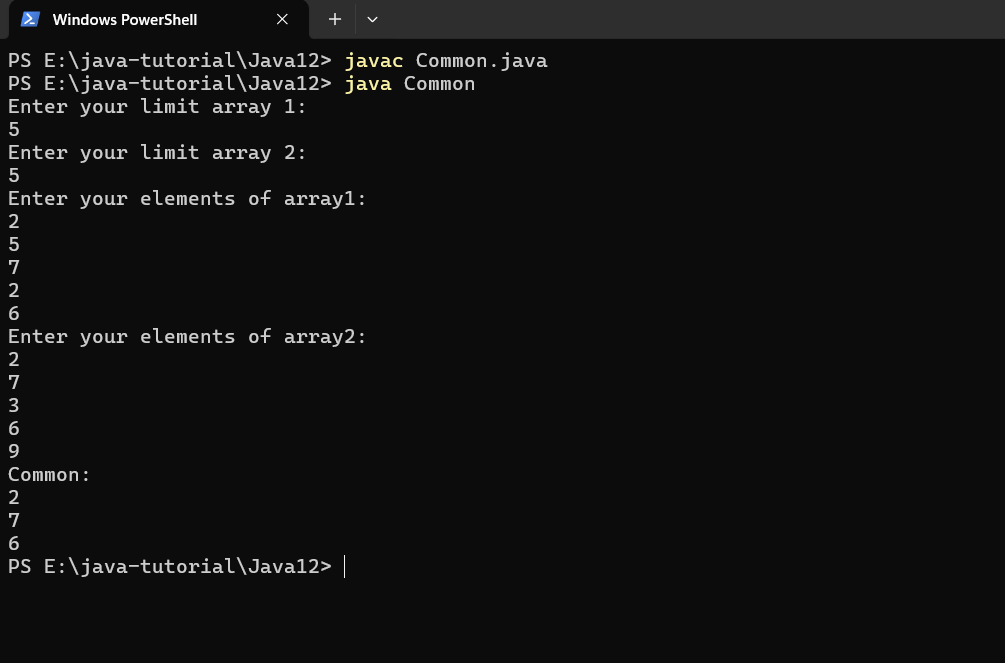 Windows PowerShell
PS E:\java-tutorial\Java12> javac Common.java
PS E:\java-tutorial\Java12> java Common
Enter your limit array 1:
5
Enter your limit array 2:
5
Enter your elements of array1:
2
5
7
2
6
Enter your elements of array2:
2
7
3
6
9
Common:
2
7
6
PS E:\java-tutorial\Java12>